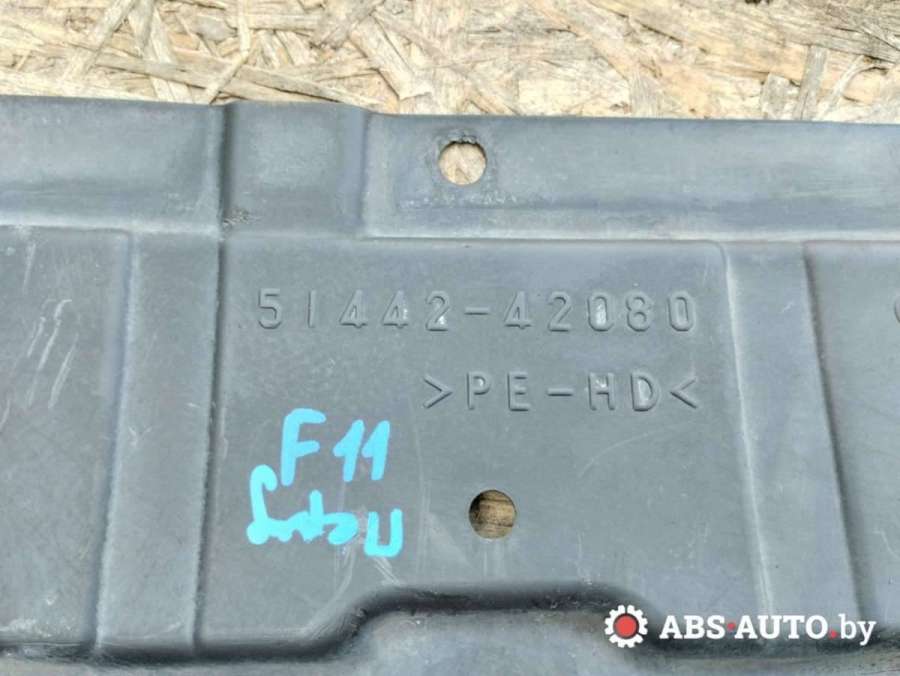 51442-42080
>PE-HD<
F11
ABS-AUTO.by